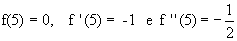 f(5) = 0, f '(5) = -1 e f ''(5) = −1/2